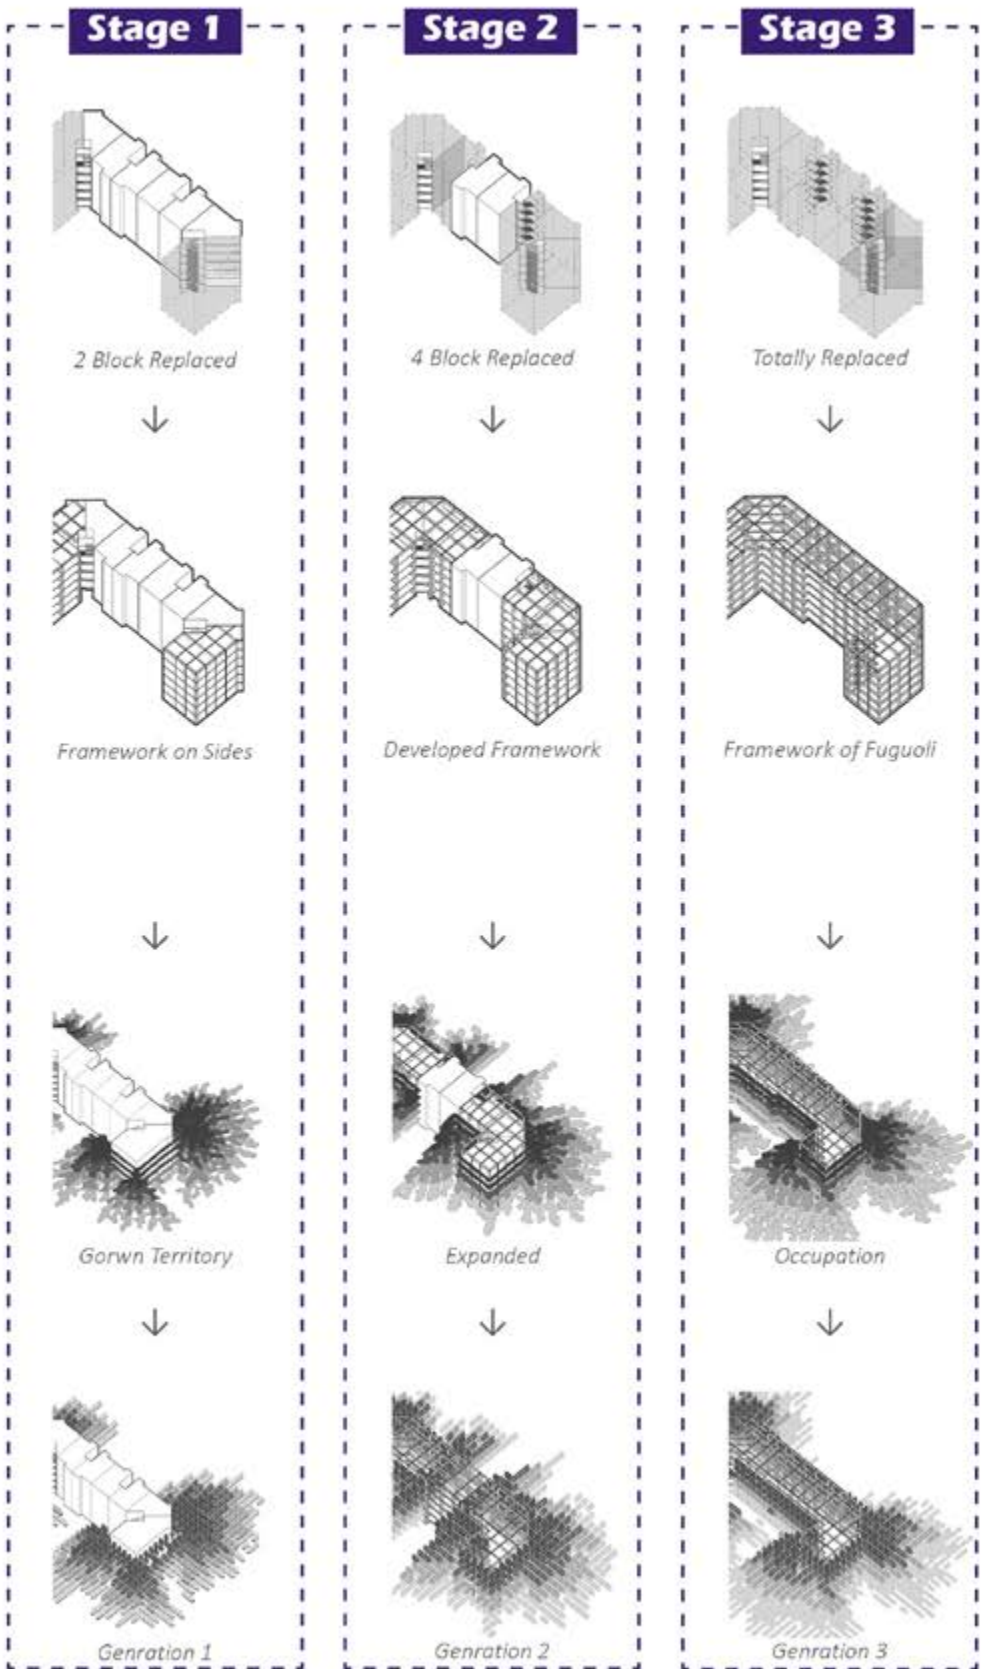 Stage 1
Stage 2
Stage 3
2 Block Replaced
4 Block Replaced
Totally Replaced
Framework on Sides
Developed Framework
Framework of Fuguoli
Gorwn Territory
Expanded
Occupation
Genration 1
Genration 2
Genration 3